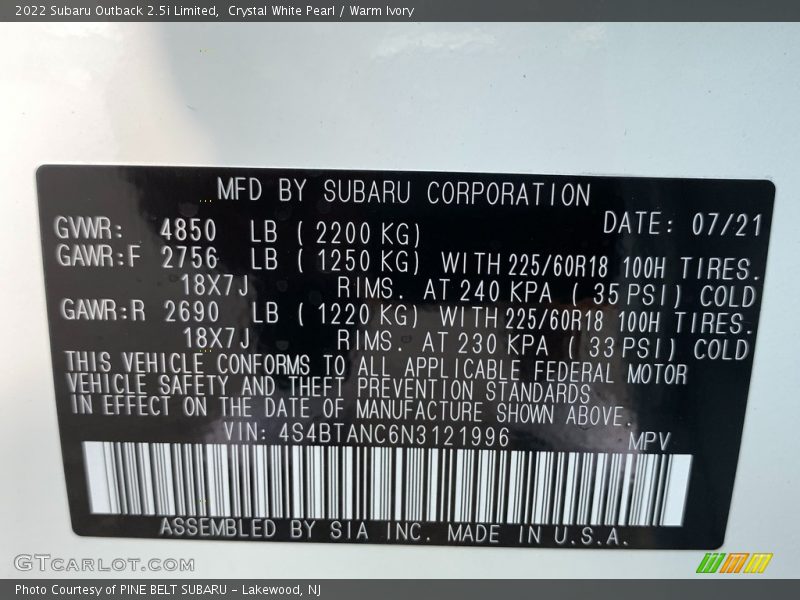 2022 Subaru Outback 2.5i Limited,  Crystal White Pearl / Warm Ivory
MFD BY SUBARU CORPORATION
GVWR: 4850 LB ( 2200 KG) DATE: 07/21
GAWR:F 2756 LB ( 1250 KG) WITH 225/60R18 100H TIRES.
18X7J RIMS. AT 240 KPA ( 35 PSI) COLD
GAWR:R 2690 LB ( 1220 KG) WITH 225/60R18 100H TIRES.
18X7J RIMS. AT 230 KPA ( 33 PSI) COLD
THIS VEHICLE CONFORMS TO ALL APPLICABLE FEDERAL MOTOR
VEHICLE SAFETY AND THEFT PREVENTION STANDARDS
IN EFFECT ON THE DATE OF MANUFACTURE SHOWN ABOVE.
VIN: 4S4BTANC6N3121996 MPV
ASSEMBLED BY SIA INC. MADE IN U.S.A.
GTCARLOT.COM
Photo Courtesy of PINE BELT SUBARU - Lakewood, NJ